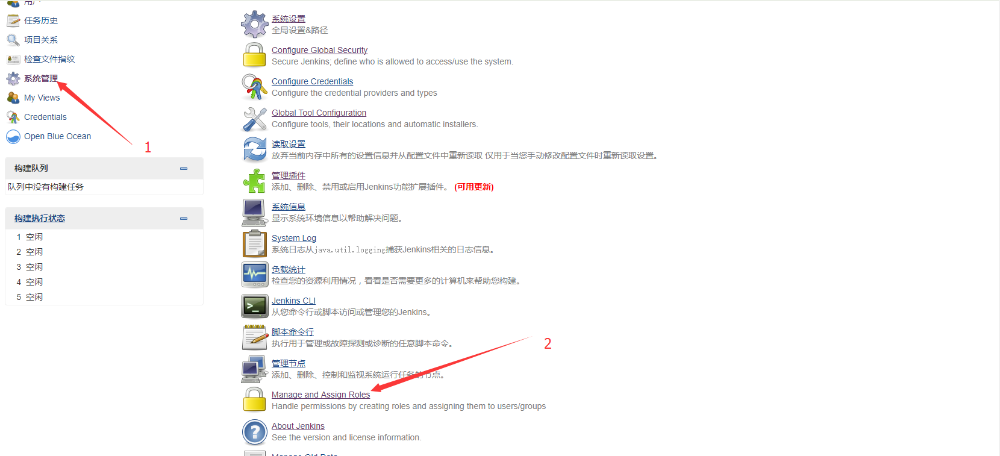 用户
任务历史
项目关系
检查文件指纹
系统管理
My Views
Credentials
Open Blue Ocean
1
构建队列
队列中没有构建任务
构建执行状态
1 空闲
2 空闲
3 空闲
4 空闲
5 空闲
系统设置
全局设置&路径
Configure Global Security
Secure Jenkins; define who is allowed to access/use the system.
Configure Credentials
Configure the credential providers and types
Global Tool Configuration
Configure tools, their locations and automatic installers.
读取设置
放弃当前内存中所有的设置信息并从配置文件中重新读取 仅用于当您手动修改配置文件时重新读取设置。
管理插件
添加、删除、禁用或启用Jenkins功能扩展插件。 (可用更新)
系统信息
显示系统环境信息以帮助解决问题。
System Log
系统日志从java.util.logging捕获Jenkins相关的日志信息。
负载统计
检查您的资源利用情况，看看是否需要更多的计算机来帮助您构建。
Jenkins CLI
从您命令行或脚本访问或管理您的Jenkins。
脚本命令行
执行用于管理或故障探测或诊断的任意脚本命令。
2
管理节点
添加、删除、控制和监视系统运行任务的节点。
Manage and Assign Roles
Handle permissions by creating roles and assigning them to users/groups
About Jenkins
See the version and license information.
Manage Old Data